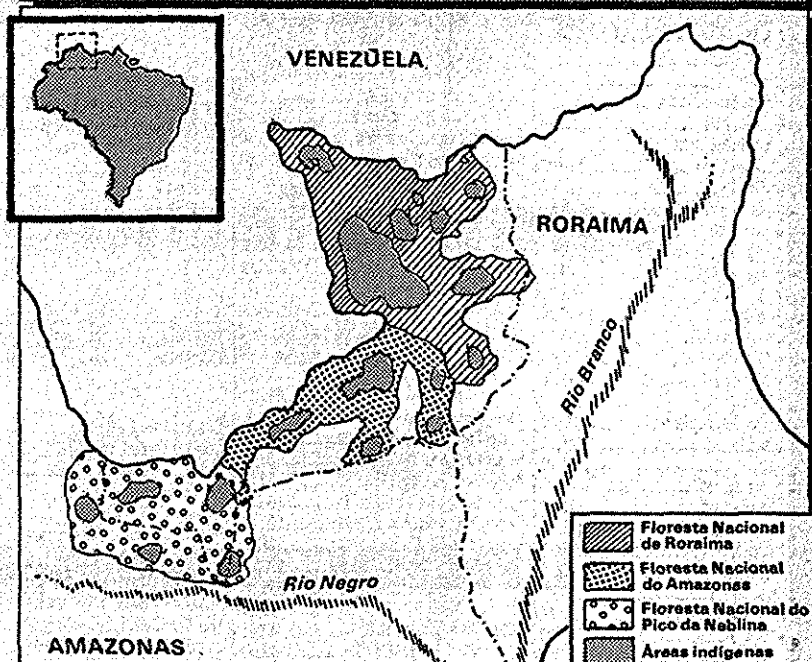 VENEZUELA
RORAIMA
Rio Branco
Rio Negro
AMAZONAS
Floresta Nacional
de Roraima
Floresta Nacional
do Amazonas
Floresta Nacional do
Pico da Neblina
Áreas indígenas